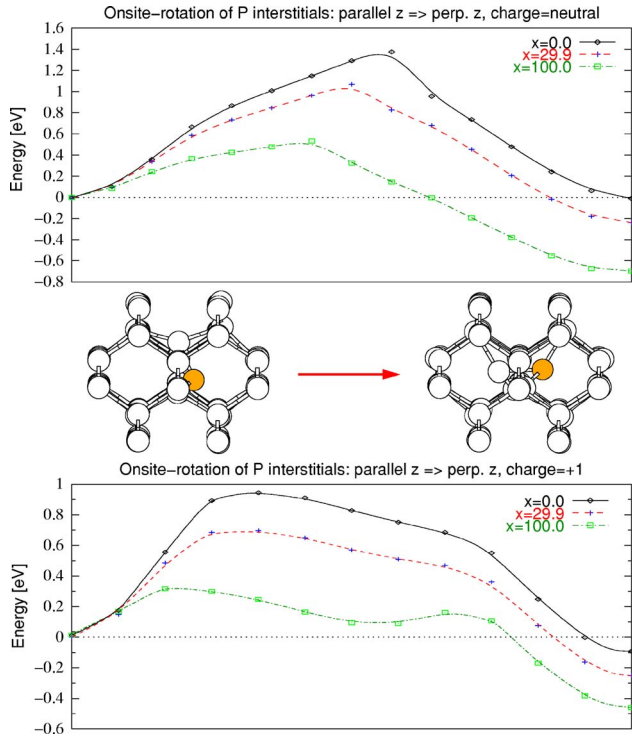 Onsite−rotation of P interstitials: parallel z => perp. z, charge=neutral
1.6
1.4
1.2
1
0.8
0.6
0.4
0.2
0
−0.2
−0.4
−0.6
−0.8
Energy [eV]
x=0.0
x=29.9
x=100.0
Onsite−rotation of P interstitials: parallel z => perp. z, charge=+1
1
0.8
0.6
0.4
0.2
0
−0.2
−0.4
−0.6
Energy [eV]
x=0.0
x=29.9
x=100.0